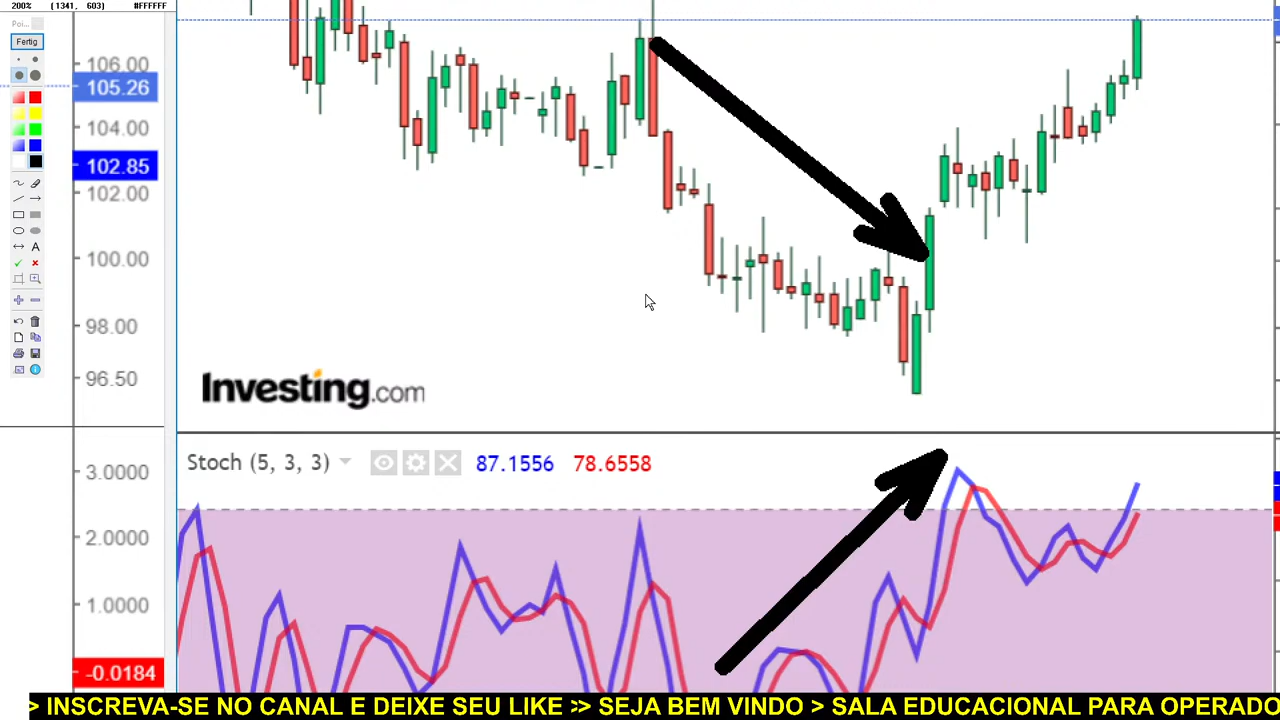 200% (1341, 603) #FFFFFF
Poi...
Fertig
106.00
105.26
104.00
102.85
102.00
100.00
98.00
96.50
Investing.com
Stoch (5, 3, 3) 87.1556 78.6558
3.0000
2.0000
1.0000
-0.0184
A
> INSCREVA-SE NO CANAL E DEIXE SEU LIKE >> SEJA BEM VINDO > SALA EDUCACIONAL PARA OPERADO